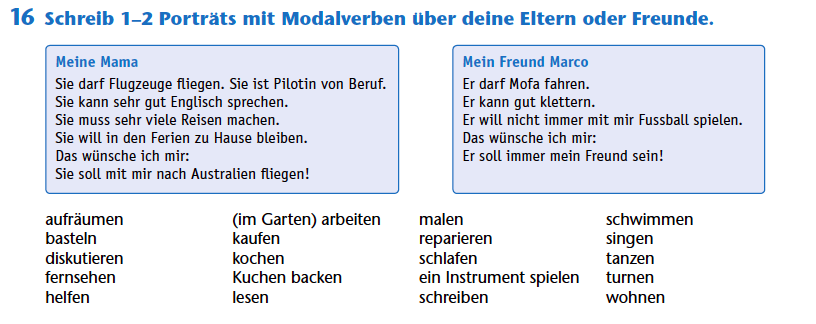 16 Schreib 1–2 Porträts mit Modalverben über deine Eltern oder Freunde.
Meine Mama
Sie darf Flugzeuge fliegen. Sie ist Pilotin von Beruf.
Sie kann sehr gut Englisch sprechen.
Sie muss sehr viele Reisen machen.
Sie will in den Ferien zu Hause bleiben.
Das wünsche ich mir:
Sie soll mit mir nach Australien fliegen!
Mein Freund Marco
Er darf Mofa fahren.
Er kann gut klettern.
Er will nicht immer mit mir Fussball spielen.
Das wünsche ich mir:
Er soll immer mein Freund sein!
aufräumen
basteln
diskutieren
fernsehen
helfen
(im Garten) arbeiten
kaufen
kochen
Kuchen backen
lesen
malen
reparieren
schlafen
ein Instrument spielen
schreiben
schwimmen
singen
tanzen
turnen
wohnen